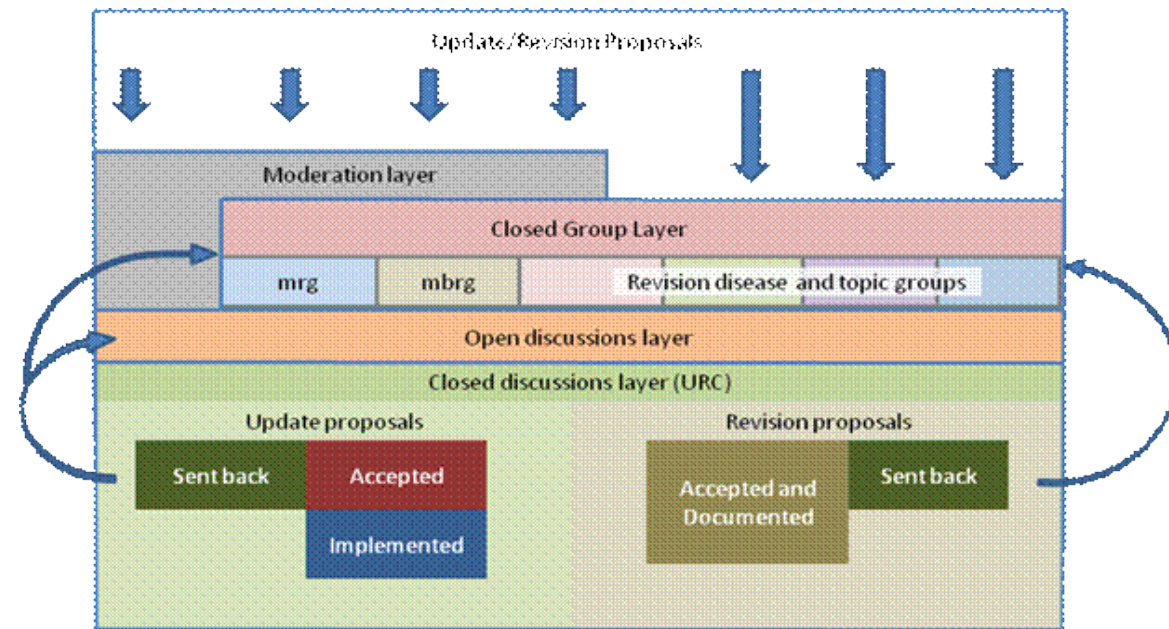 Update/Revision Proposals
Moderation layer
Closed Group Layer
mrg
mbrg
Revision disease and topic groups
Open discussions layer
Closed discussions layer (URC)
Update proposals
Revision proposals
Sent back
Accepted
Implemented
Accepted and
Documented
Sent back